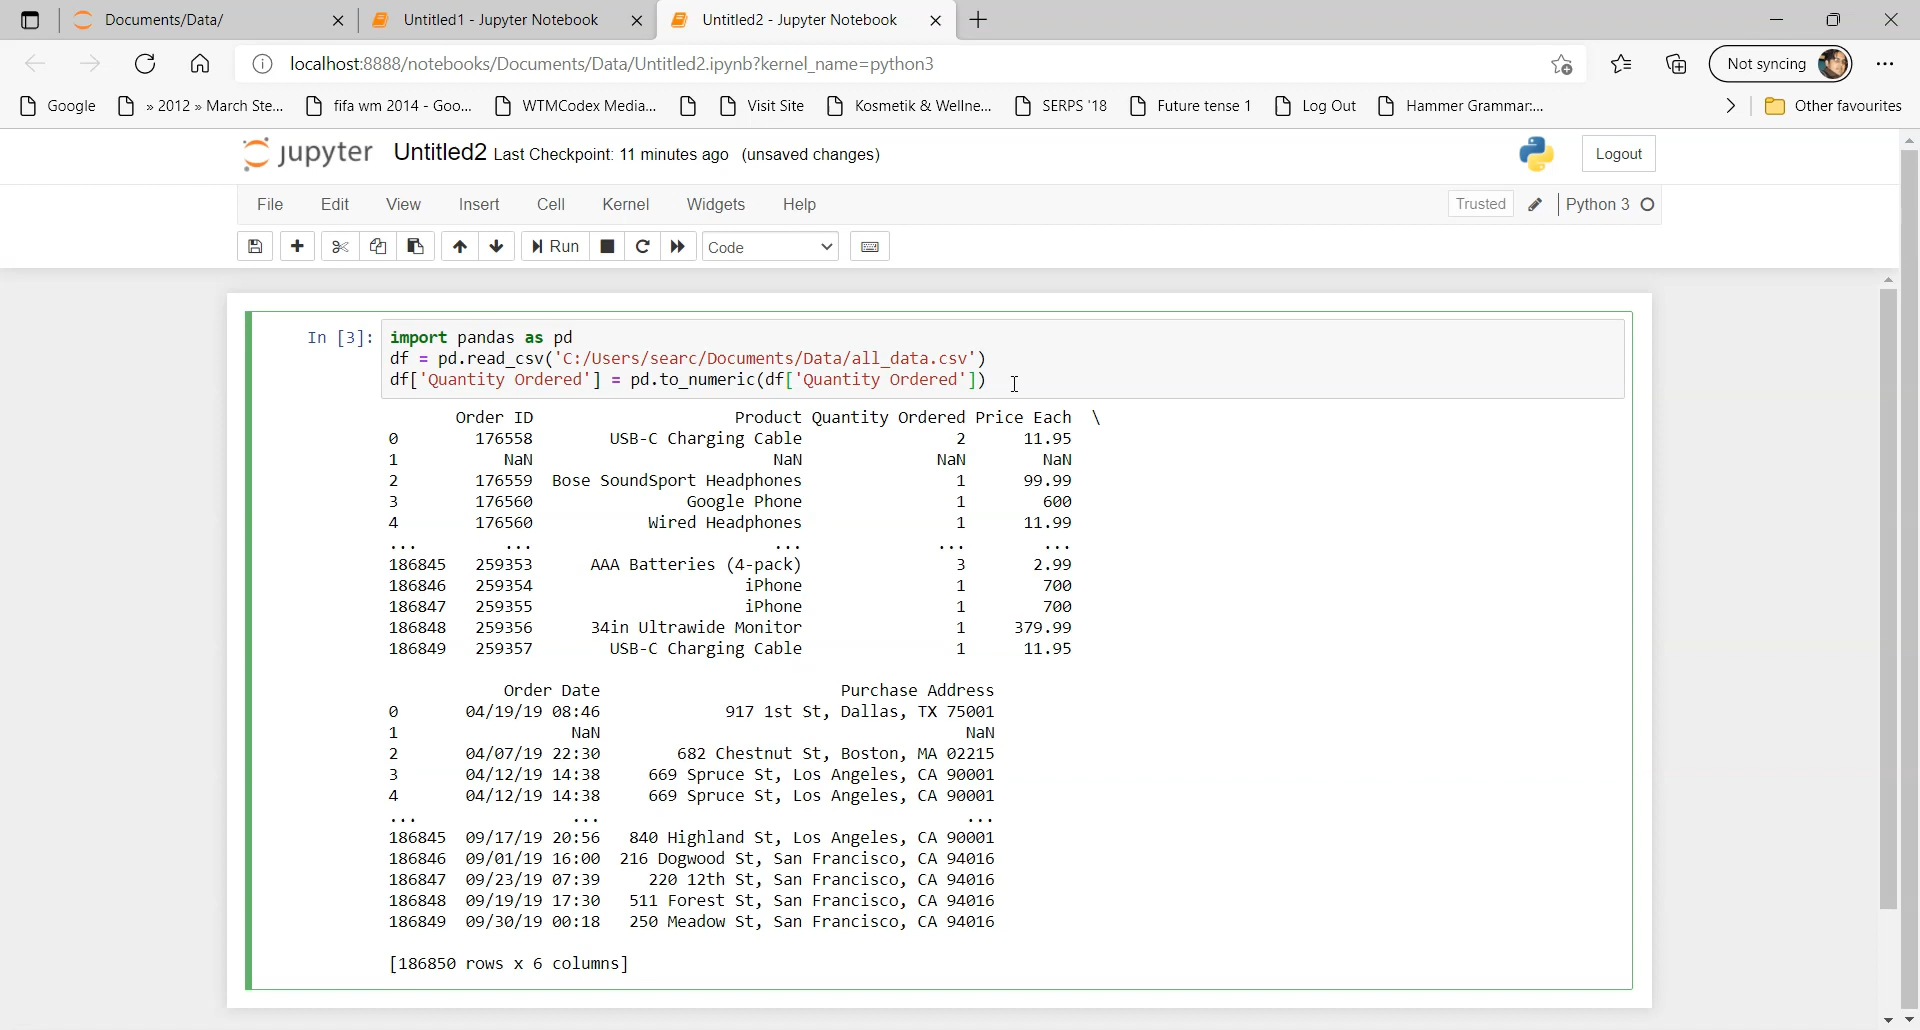 Documents/Data/
Untitled1 - Jupyter Notebook
Untitled2 - Jupyter Notebook
localhost:8888/notebooks/Documents/Data/Untitled2.ipynb?kernel_name=python3
Not syncing
Google
» 2012 » March Ste...
fifa wm 2014 - Goo...
WTMCodex Media...
Visit Site
Kosmetik & Wellne...
SERPS '18
Future tense 1
Log Out
Hammer Grammar:...
Other favourites
jupyter Untitled2 Last Checkpoint: 11 minutes ago (unsaved changes)
Logout
File Edit View Insert Cell Kernel Widgets Help
Trusted
Python 3
Run
Code
In [3]: import pandas as pd
df = pd.read_csv('C:/Users/searc/Documents/Data/all_data.csv')
df['Quantity Ordered'] = pd.to_numeric(df['Quantity Ordered'])
Order ID Product Quantity Ordered Price Each \
0 176558 USB-C Charging Cable 2 11.95
1 NaN NaN NaN NaN
2 176559 Bose SoundSport Headphones 1 99.99
3 176560 Google Phone 1 600
4 176560 Wired Headphones 1 11.99
... ... ... ... ...
186845 259353 AAA Batteries (4-pack) 3 2.99
186846 259354 iPhone 1 700
186847 259355 iPhone 1 700
186848 259356 34in Ultrawide Monitor 1 379.99
186849 259357 USB-C Charging Cable 1 11.95
Order Date Purchase Address
0 04/19/19 08:46 917 1st St, Dallas, TX 75001
1 NaN NaN
2 04/07/19 22:30 682 Chestnut St, Boston, MA 02215
3 04/12/19 14:38 669 Spruce St, Los Angeles, CA 90001
4 04/12/19 14:38 669 Spruce St, Los Angeles, CA 90001
... ... ...
186845 09/17/19 20:56 840 Highland St, Los Angeles, CA 90001
186846 09/01/19 16:00 216 Dogwood St, San Francisco, CA 94016
186847 09/23/19 07:39 220 12th St, San Francisco, CA 94016
186848 09/19/19 17:30 511 Forest St, San Francisco, CA 94016
186849 09/30/19 00:18 250 Meadow St, San Francisco, CA 94016
[186850 rows x 6 columns]